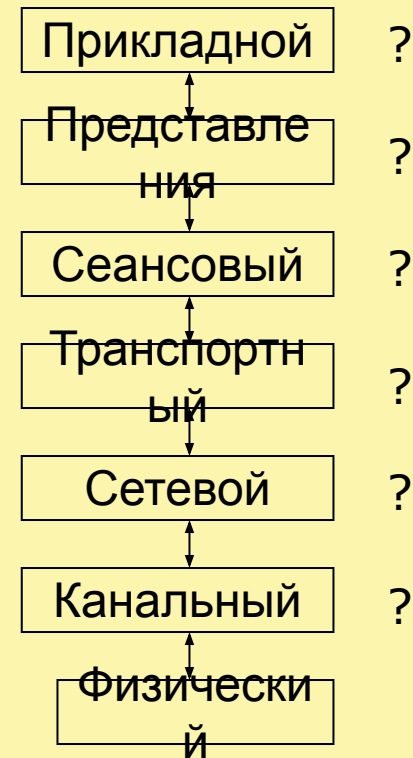 Прикладной ?
Представле ?
ния
Сеансовый ?
Транспортн ?
ый
Сетевой ?
Канальный ?
Физически
й